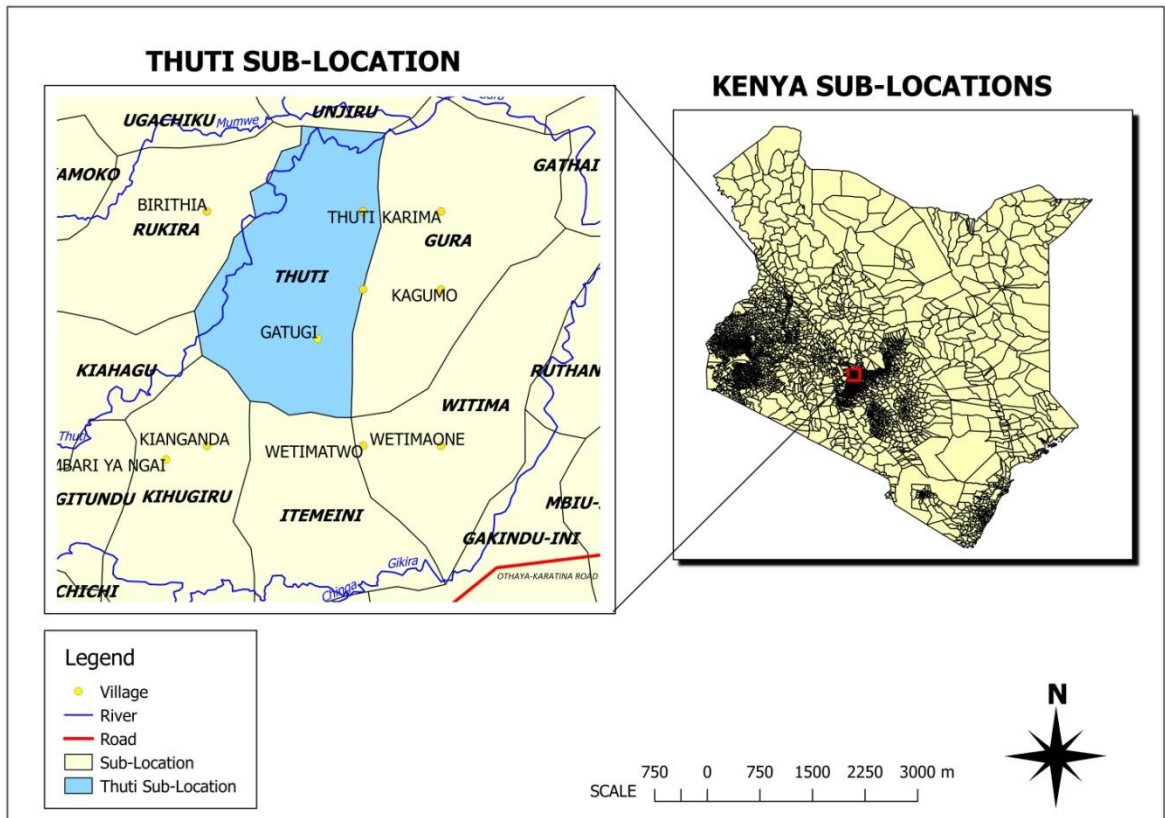 THUTI SUB-LOCATION
KENYA SUB-LOCATIONS
UNJIRU
UGACHIKU
Mumwe
GATHAI
AMOKO
BIRITHIA
RUKIRA
THUTI KARIMA
GURA
THUTI
KAGUMO
GATUGI
KIAHAGU
RUTHAN
WITIMA
Thuti
KIANGANDA
WETIMATWO
WETIMAONE
MBARI YA NGAI
GITUNDU
KIHUGIRU
ITEMEINI
MBIU-
GAKINDU-INI
Gikira
Chinga
OTHAYA-KARATINA ROAD
CHICHI
Legend
Village
River
Road
Sub-Location
Thuti Sub-Location
N
750 0 750 1500 2250 3000 m
SCALE